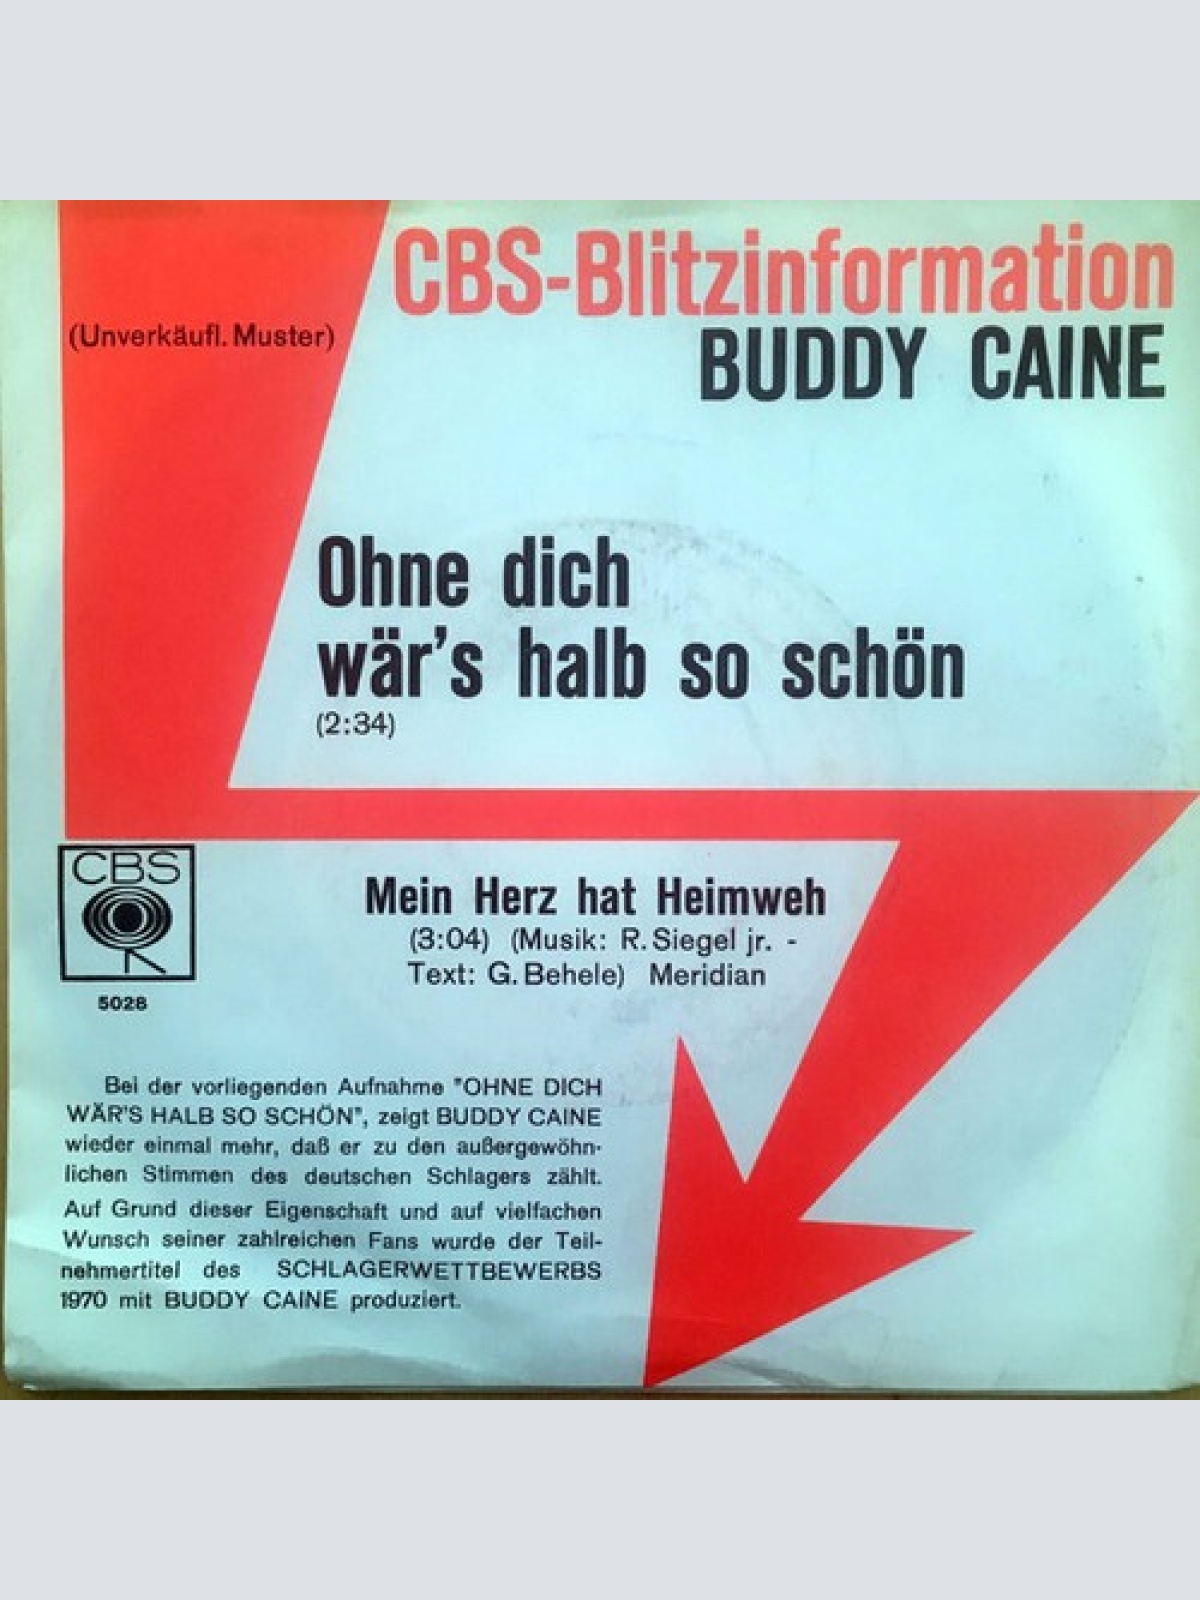 CBS-Blitzinformation
(Unverkäufl. Muster)
BUDDY CAINE
Ohne dich
wär's halb so schön
(2:34)
CBS
Mein Herz hat Heimweh
(3:04) (Musik: R. Siegel jr. -
Text: G. Behele) Meridian
5028
Bei der vorliegenden Aufnahme "OHNE DICH
WÄR'S HALB SO SCHÖN", zeigt BUDDY CAINE
wieder einmal mehr, daß er zu den außergewöhn-
lichen Stimmen des deutschen Schlagers zählt.
Auf Grund dieser Eigenschaft und auf vielfachen
Wunsch seiner zahlreichen Fans wurde der Teil-
nehmertitel des SCHLAGERWETTBEWERBS
1970 mit BUDDY CAINE produziert.